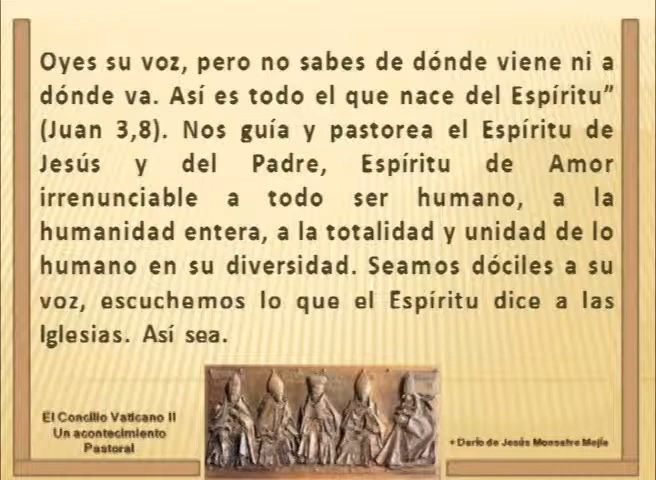 Oyes su voz, pero no sabes de dónde viene ni a
dónde va. Así es todo el que nace del Espíritu”
(Juan 3,8). Nos guía y pastorea el Espíritu de
Jesús y del Padre, Espíritu de Amor
irrenunciable a todo ser humano, a la
humanidad entera, a la totalidad y unidad de lo
humano en su diversidad. Seamos dóciles a su
voz, escuchemos lo que el Espíritu dice a las
Iglesias. Así sea.
El Concilio Vaticano II
Un acontecimiento
Pastoral
+ Darío de Jesús Monsalve Mejía